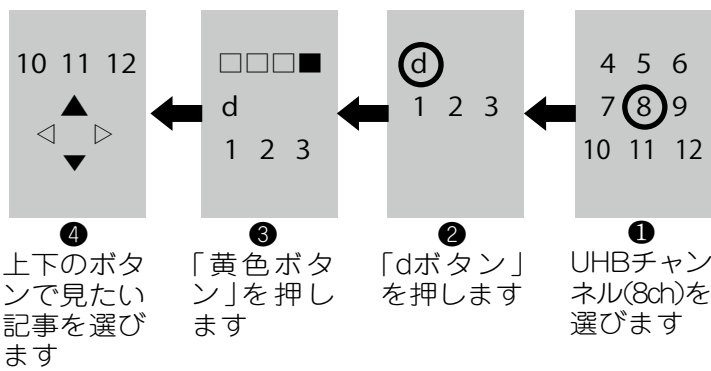 4 5 6
7 8 9
10 11 12
❶
UHBチャン
ネル(8ch)を
選びます
d
1 2 3
❷
「dボタン」
を押します
□□□■
d
1 2 3
❸
「黄色ボタ
ン」を押し
ます
10 11 12
▲
◁ ▷
▼
❹
上下のボタ
ンで見たい
記事を選び
ます